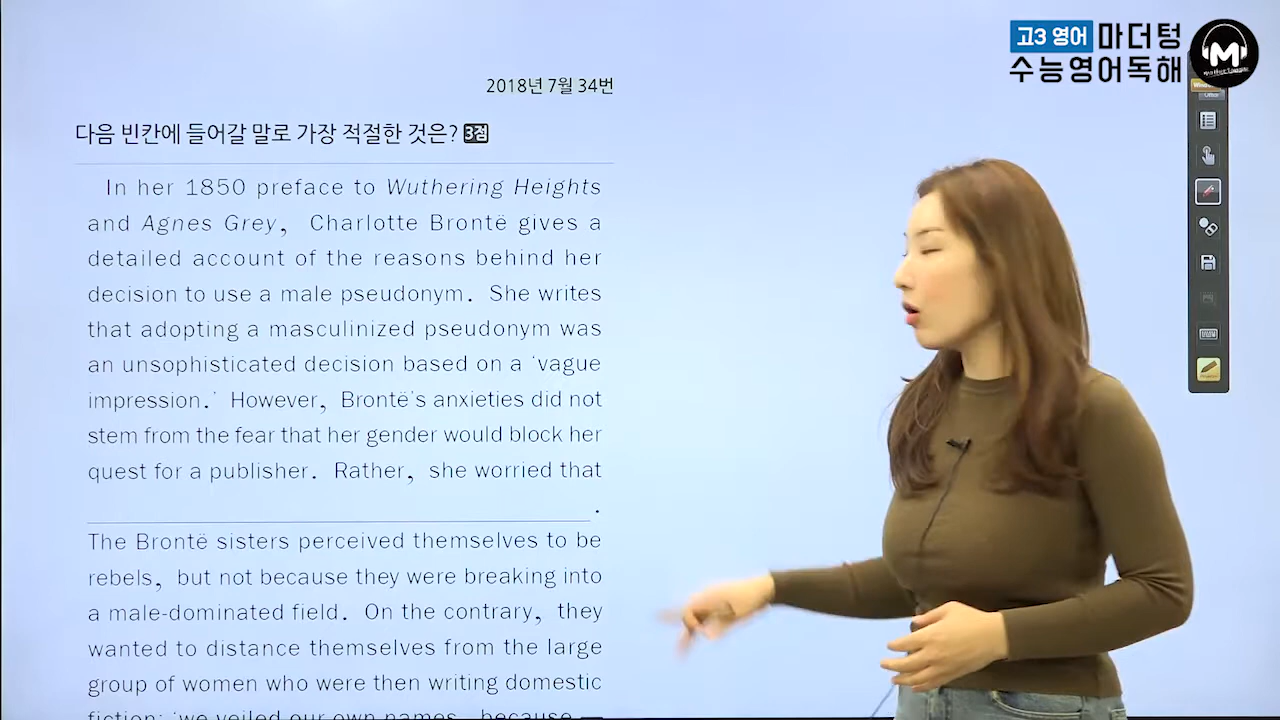 고3 영어 마더텅
수능영어독해
M
2018년 7월 34번
다음 빈칸에 들어갈 말로 가장 적절한 것은? 3점
In her 1850 preface to Wuthering Heights
and Agnes Grey, Charlotte Brontë gives a
detailed account of the reasons behind her
decision to use a male pseudonym. She writes
that adopting a masculinized pseudonym was
an unsophisticated decision based on a 'vague
impression.' However, Brontë's anxieties did not
stem from the fear that her gender would block her
quest for a publisher. Rather, she worried that
.
The Brontë sisters perceived themselves to be
rebels, but not because they were breaking into
a male-dominated field. On the contrary, they
wanted to distance themselves from the large
group of women who were then writing domestic
fiction: 'we veiled our own names, because —